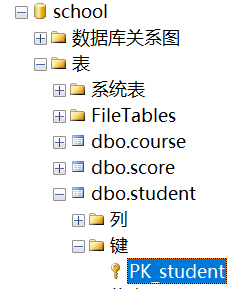 school
数据库关系图
表
系统表
FileTables
dbo.course
dbo.score
dbo.student
列
键
PK_student